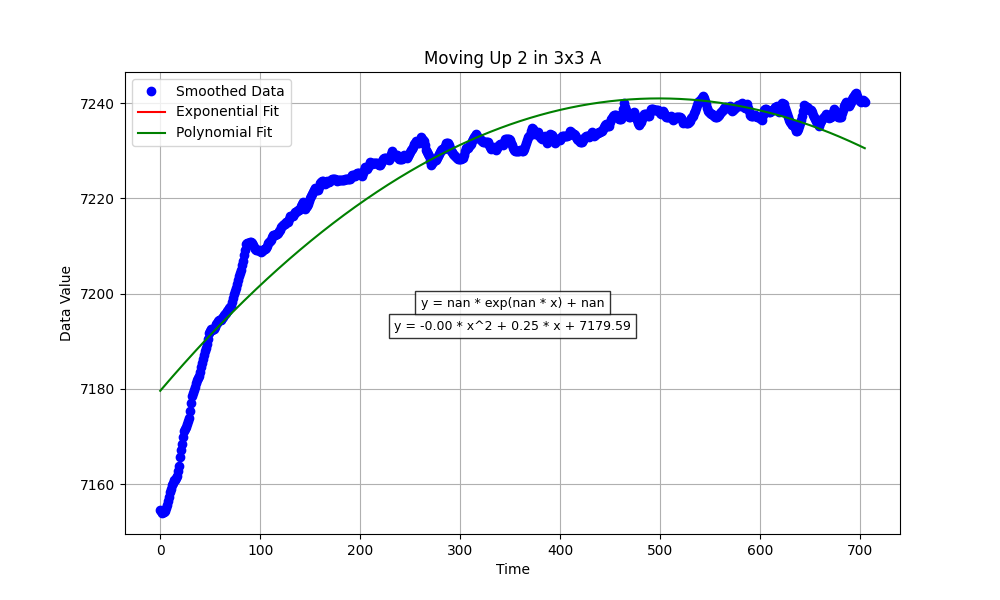 Moving Up 2 in 3x3 A
Smoothed Data
Exponential Fit
Polynomial Fit
7240
7220
7200
7180
7160
Data Value
y = nan * exp(nan * x) + nan
y = -0.00 * x^2 + 0.25 * x + 7179.59
0 100 200 300 400 500 600 700
Time